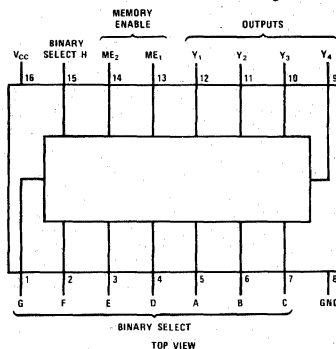 MEMORY
ENABLE
OUTPUTS
VCC
BINARY
SELECT H
ME2
ME1
Y1
Y2
Y3
Y4
16
15
14
13
12
11
10
9
1
2
3
4
5
6
7
8
G
F
E
D
A
B
C
GND
BINARY SELECT
TOP VIEW